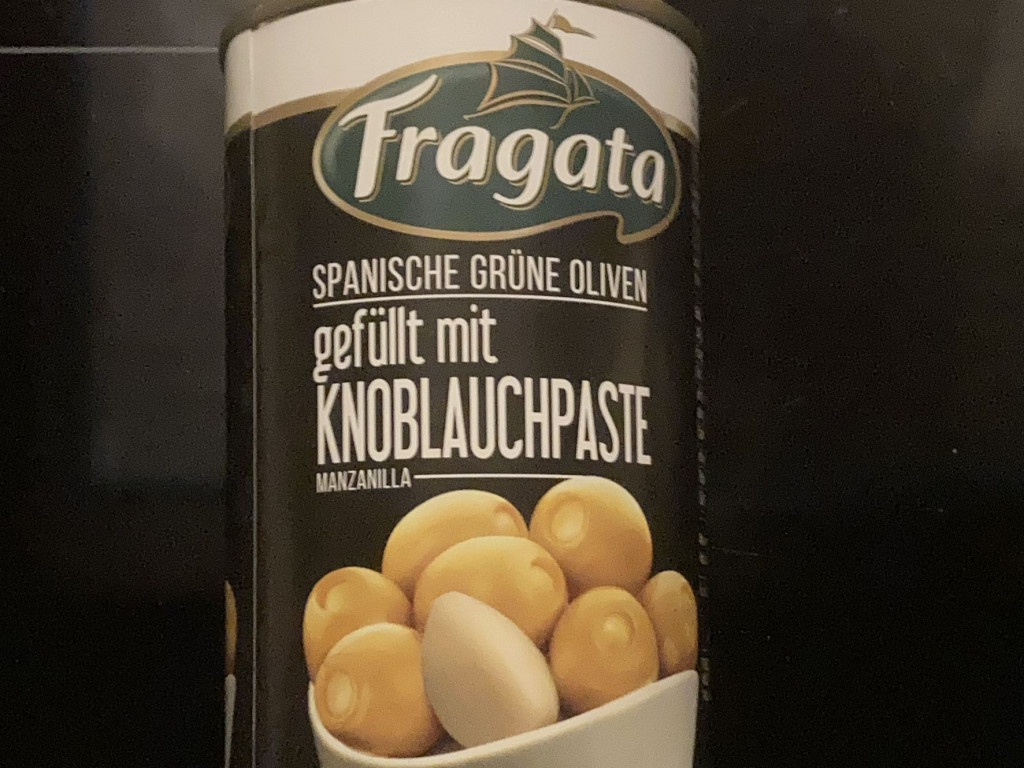 Fragata
SPANISCHE GRÜNE OLIVEN
gefüllt mit
KNOBLAUCHPASTE
MANZANILLA